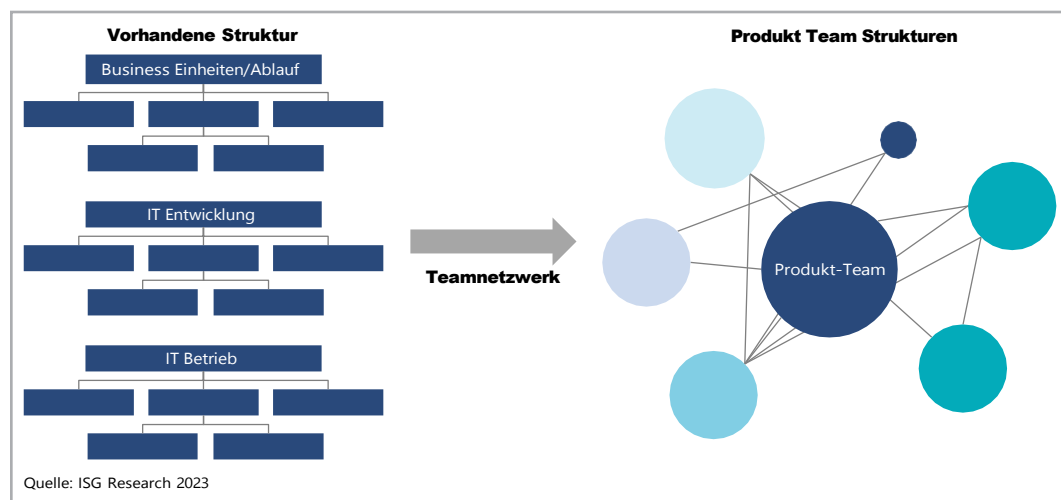 Vorhandene Struktur
Business Einheiten/Ablauf
IT Entwicklung
IT Betrieb
Quelle: ISG Research 2023
Teamnetzwerk
Produkt Team Strukturen
Produkt-Team